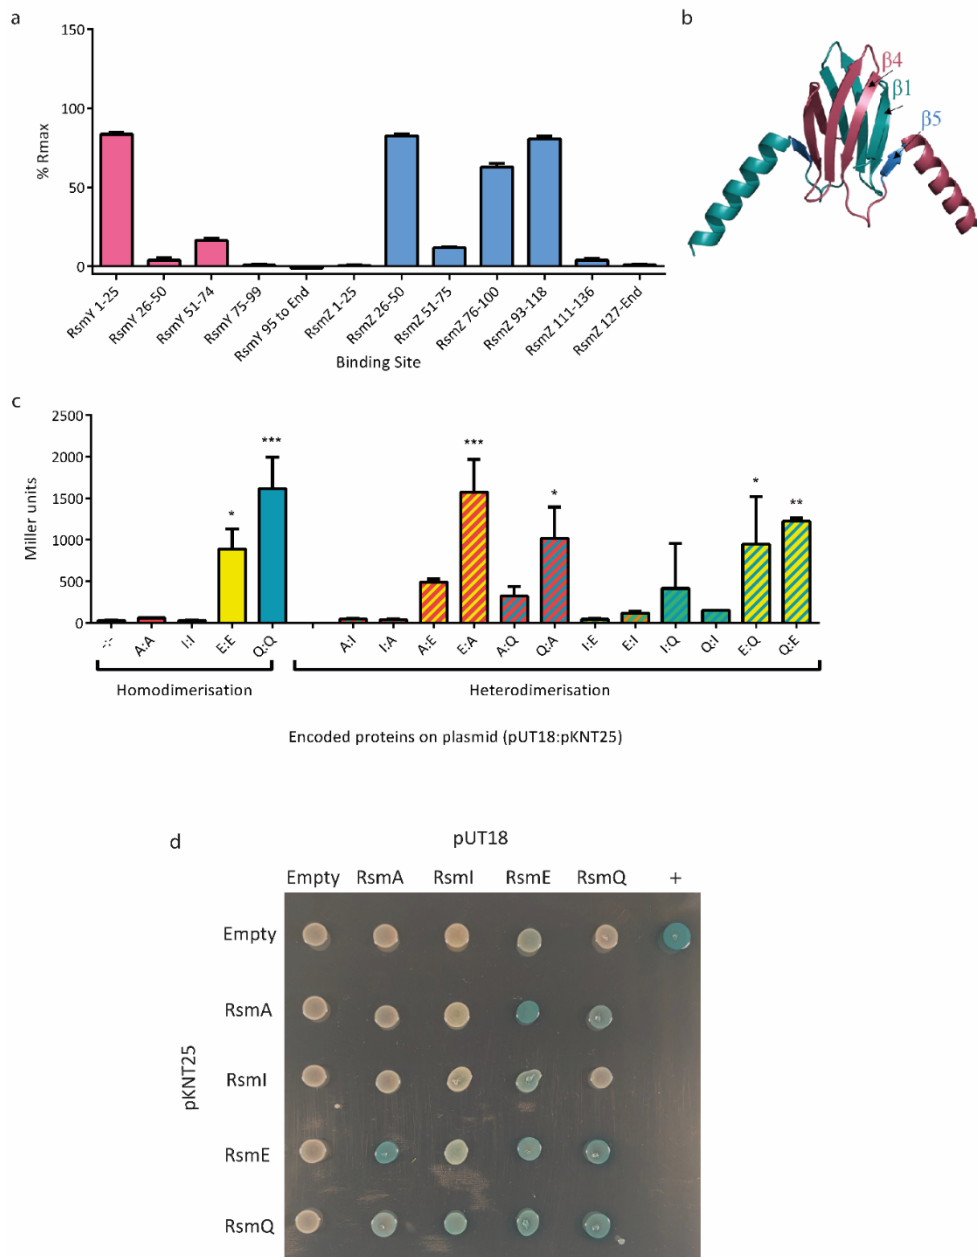 a
150
100
50
0
% Rmax
RsmY 1-25
RsmY 26-50
RsmY 51-74
RsmY 75-99
RsmY 95 to End
RsmZ 1-25
RsmZ 26-50
RsmZ 51-75
RsmZ 76-100
RsmZ 93-118
RsmZ 111-136
RsmZ 127-End
Binding Site
b
β4
β1
β5
c
2500
2000
1500
1000
500
0
Miller units
* *** *** * * **
-:- A:A I:I E:E Q:Q A:I I:A A:E E:A A:Q Q:A I:E E:I I:Q Q:I E:Q Q:E
Homodimerisation Heterodimerisation
Encoded proteins on plasmid (pUT18:pKNT25)
d
pUT18
Empty RsmA RsmI RsmE RsmQ +
pKNT25
Empty
RsmA
RsmI
RsmE
RsmQ